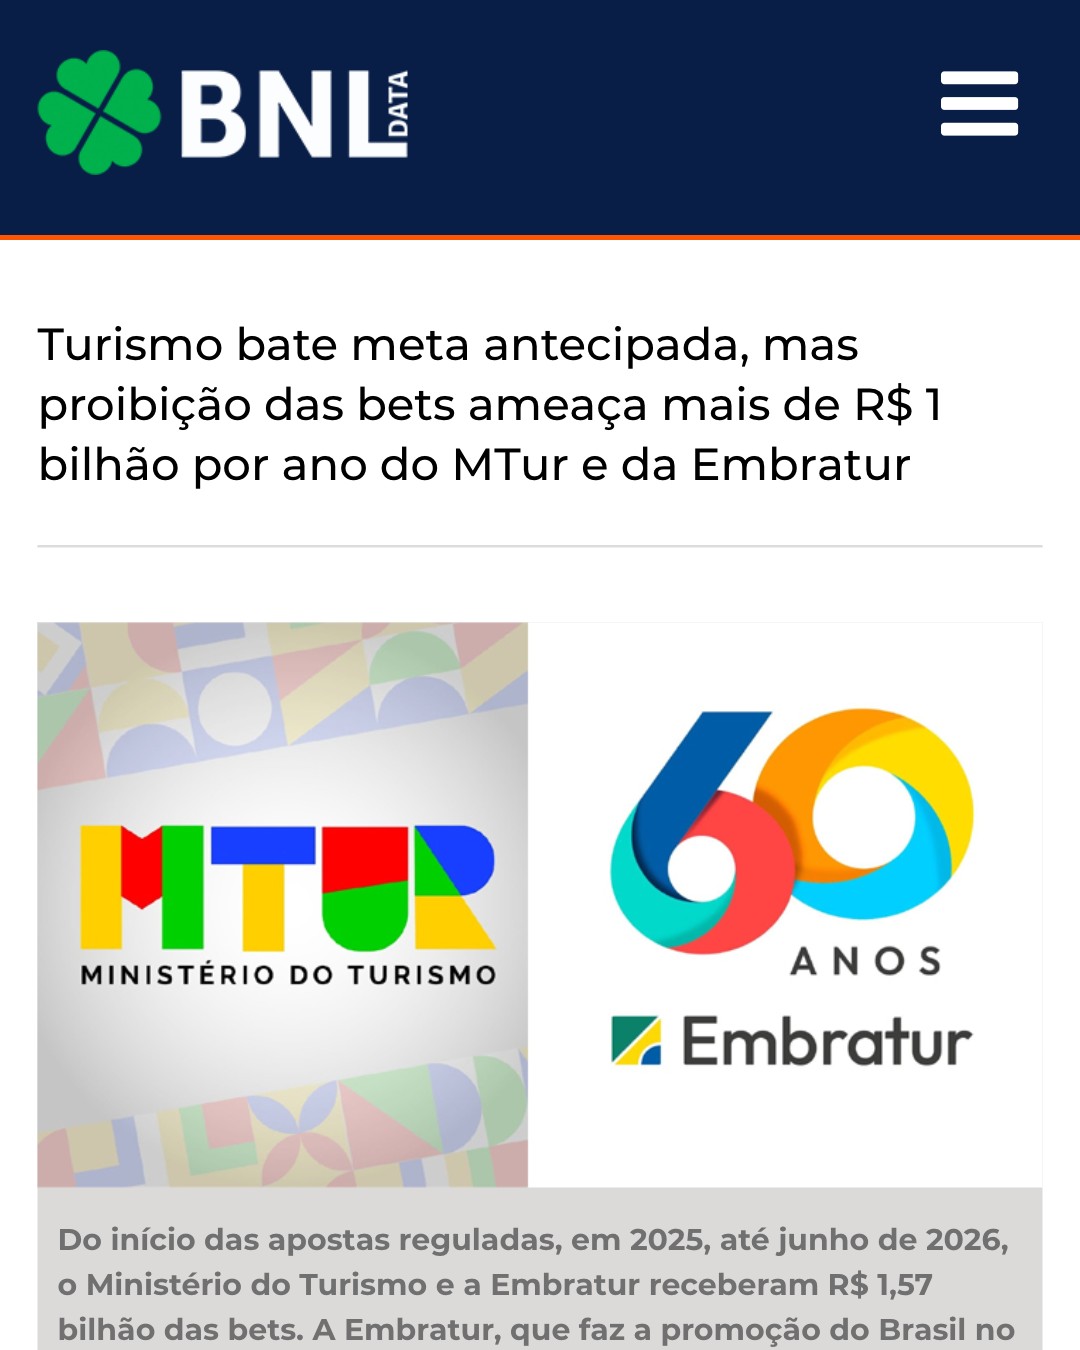 BNL DATA
Turismo bate meta antecipada, mas
proibição das bets ameaça mais de R$ 1
bilhão por ano do MTur e da Embratur
MTUR
MINISTÉRIO DO TURISMO
60
ANOS
Embratur
Do início das apostas reguladas, em 2025, até junho de 2026,
o Ministério do Turismo e a Embratur receberam R$ 1,57
bilhão das bets. A Embratur, que faz a promoção do Brasil no